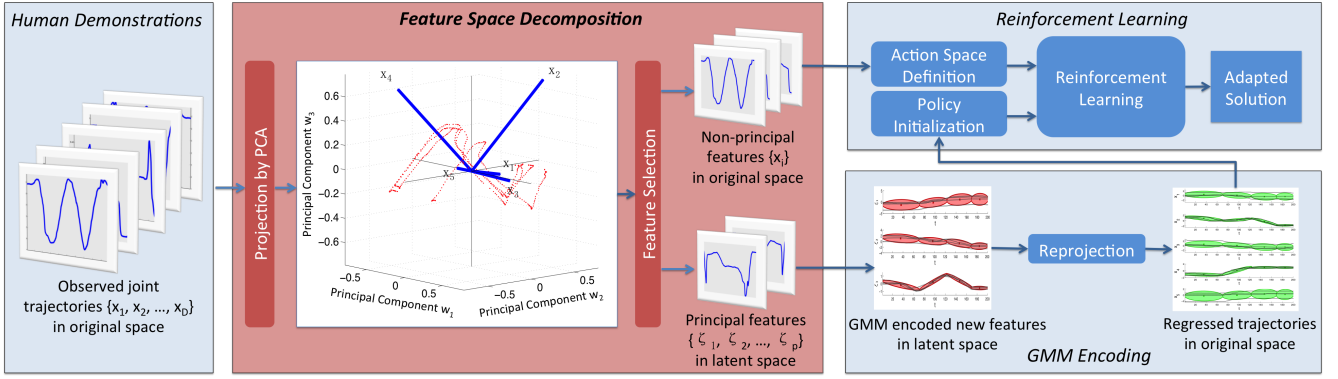 Human Demonstrations
Observed joint
trajectories {x1, x2, ..., xD}
in original space
Feature Space Decomposition
Projection by PCA
Principal Component w3
0.6
0.4
0.2
0
−0.2
−0.4
−0.6
x4
x2
x5
x1
x3
−0.5
0
0.5
Principal Component w1
−0.5
0
0.5
Principal Component w2
Feature Selection
Non-principal
features {xi}
in original space
Principal features
{ ζ1, ζ2, ..., ζp}
in latent space
Reinforcement Learning
Action Space
Definition
Policy
Initialization
Reinforcement
Learning
Adapted
Solution
GMM encoded new features
in latent space
Reprojection
Regressed trajectories
in original space
GMM Encoding